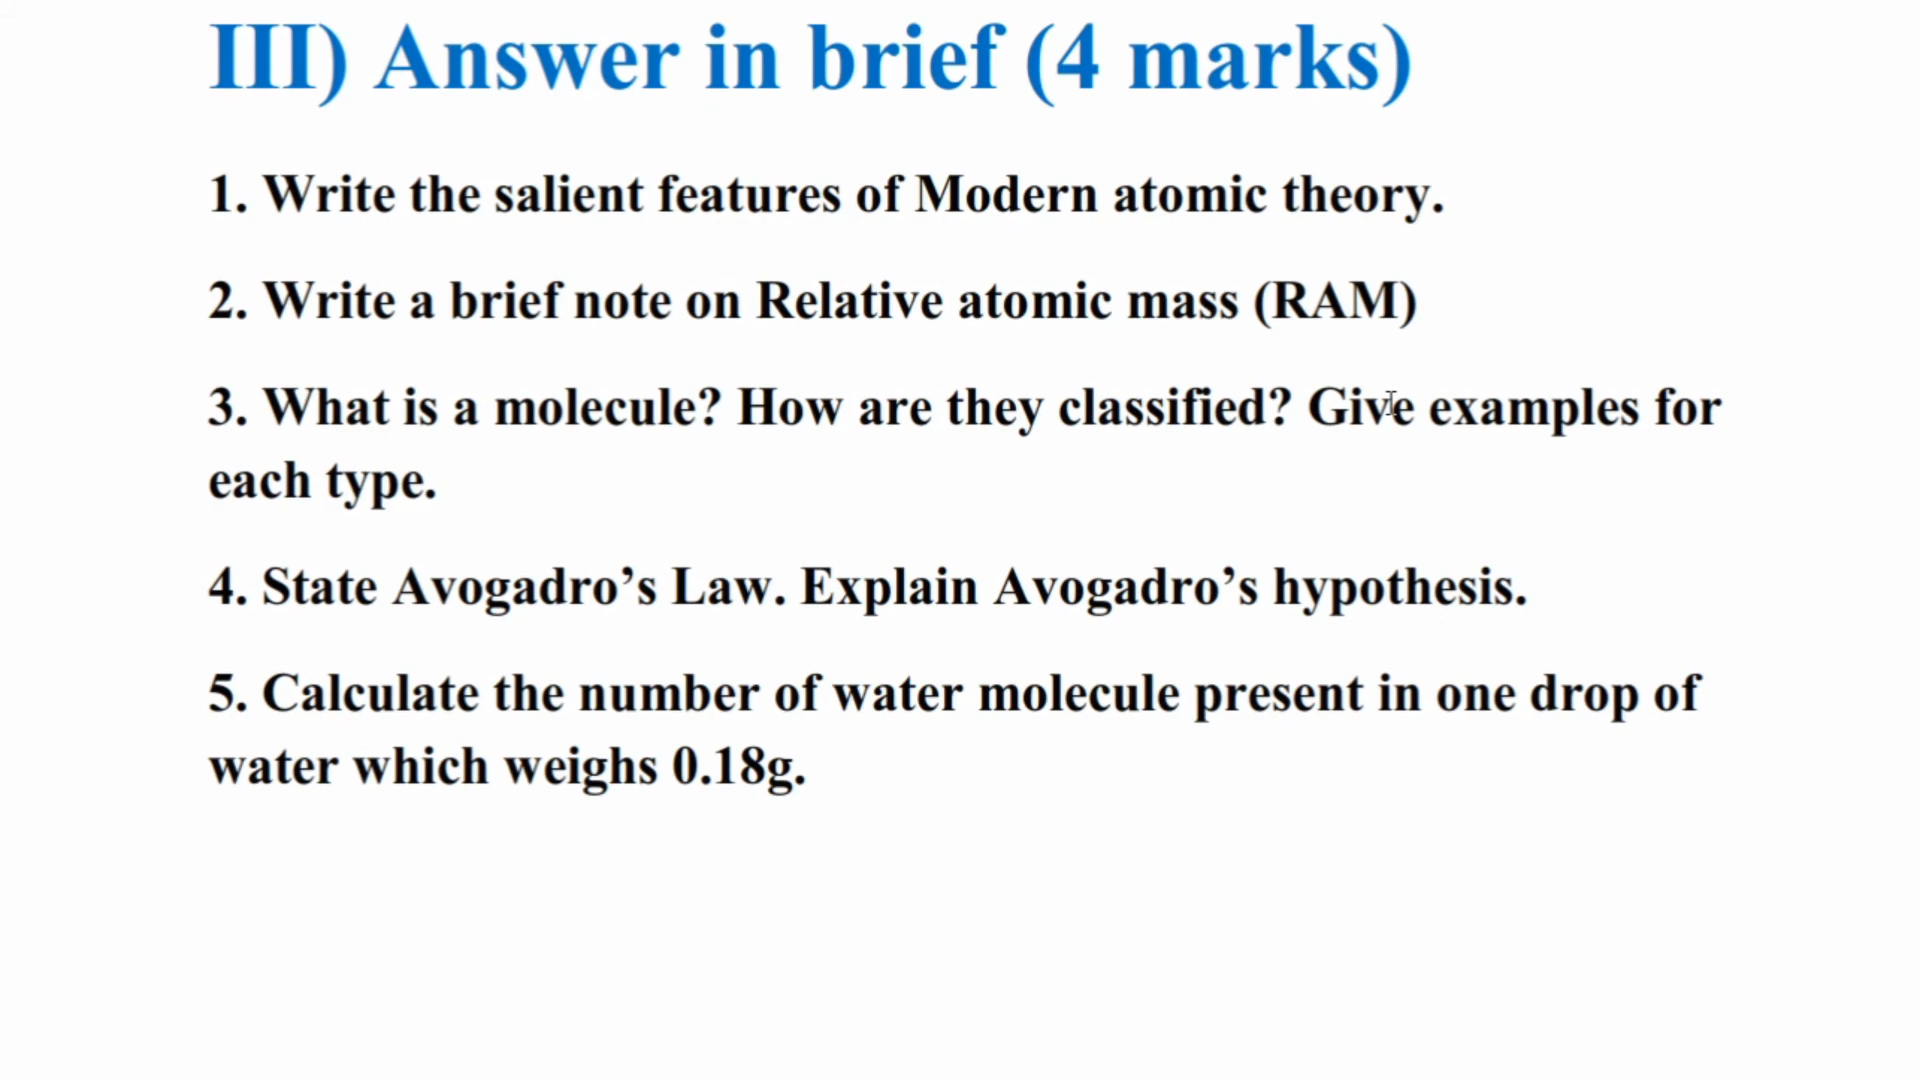 III) Answer in brief (4 marks)
1. Write the salient features of Modern atomic theory.
2. Write a brief note on Relative atomic mass (RAM)
3. What is a molecule? How are they classified? Give examples for
each type.
4. State Avogadro’s Law. Explain Avogadro’s hypothesis.
5. Calculate the number of water molecule present in one drop of
water which weighs 0.18g.